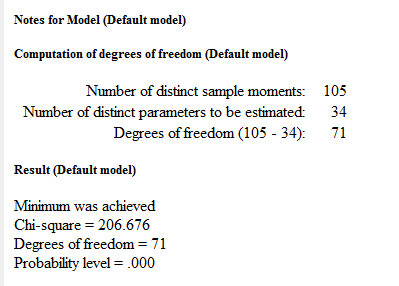 Notes for Model (Default model)
Computation of degrees of freedom (Default model)
Number of distinct sample moments: 105
Number of distinct parameters to be estimated: 34
Degrees of freedom (105 - 34): 71
Result (Default model)
Minimum was achieved
Chi-square = 206.676
Degrees of freedom = 71
Probability level = .000